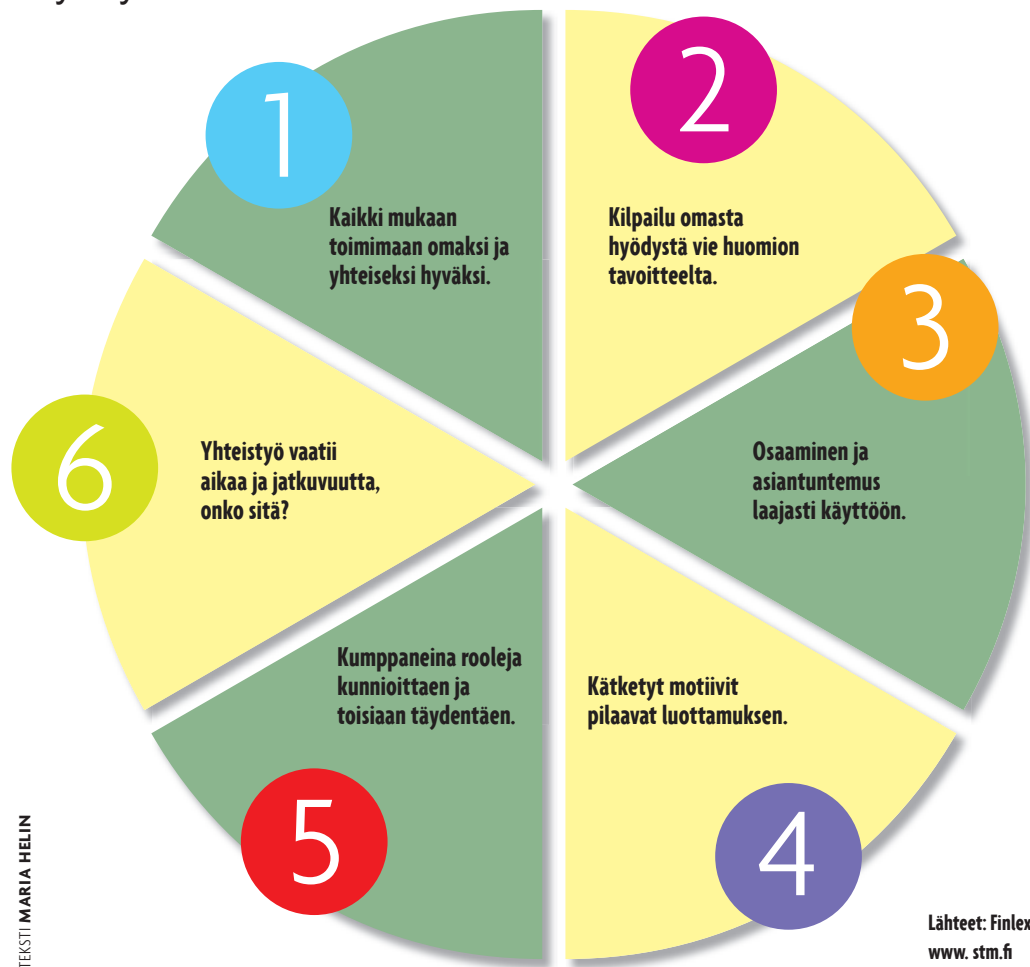 1
Kaikki mukaan
toimimaan omaksi ja
yhteiseksi hyväksi.
2
Kilpailu omasta
hyödystä vie huomion
tavoitteelta.
3
Osaaminen ja
asiantuntemus
laajasti käyttöön.
4
Kätketyt motiivit
pilaavat luottamuksen.
5
Kumppaneina rooleja
kunnioittaen ja
toisiaan täydentäen.
6
Yhteistyö vaatii
aikaa ja jatkuvuutta,
onko sitä?
TEKSTI MARIA HELIN
Lähteet: Finlex
www. stm.fi